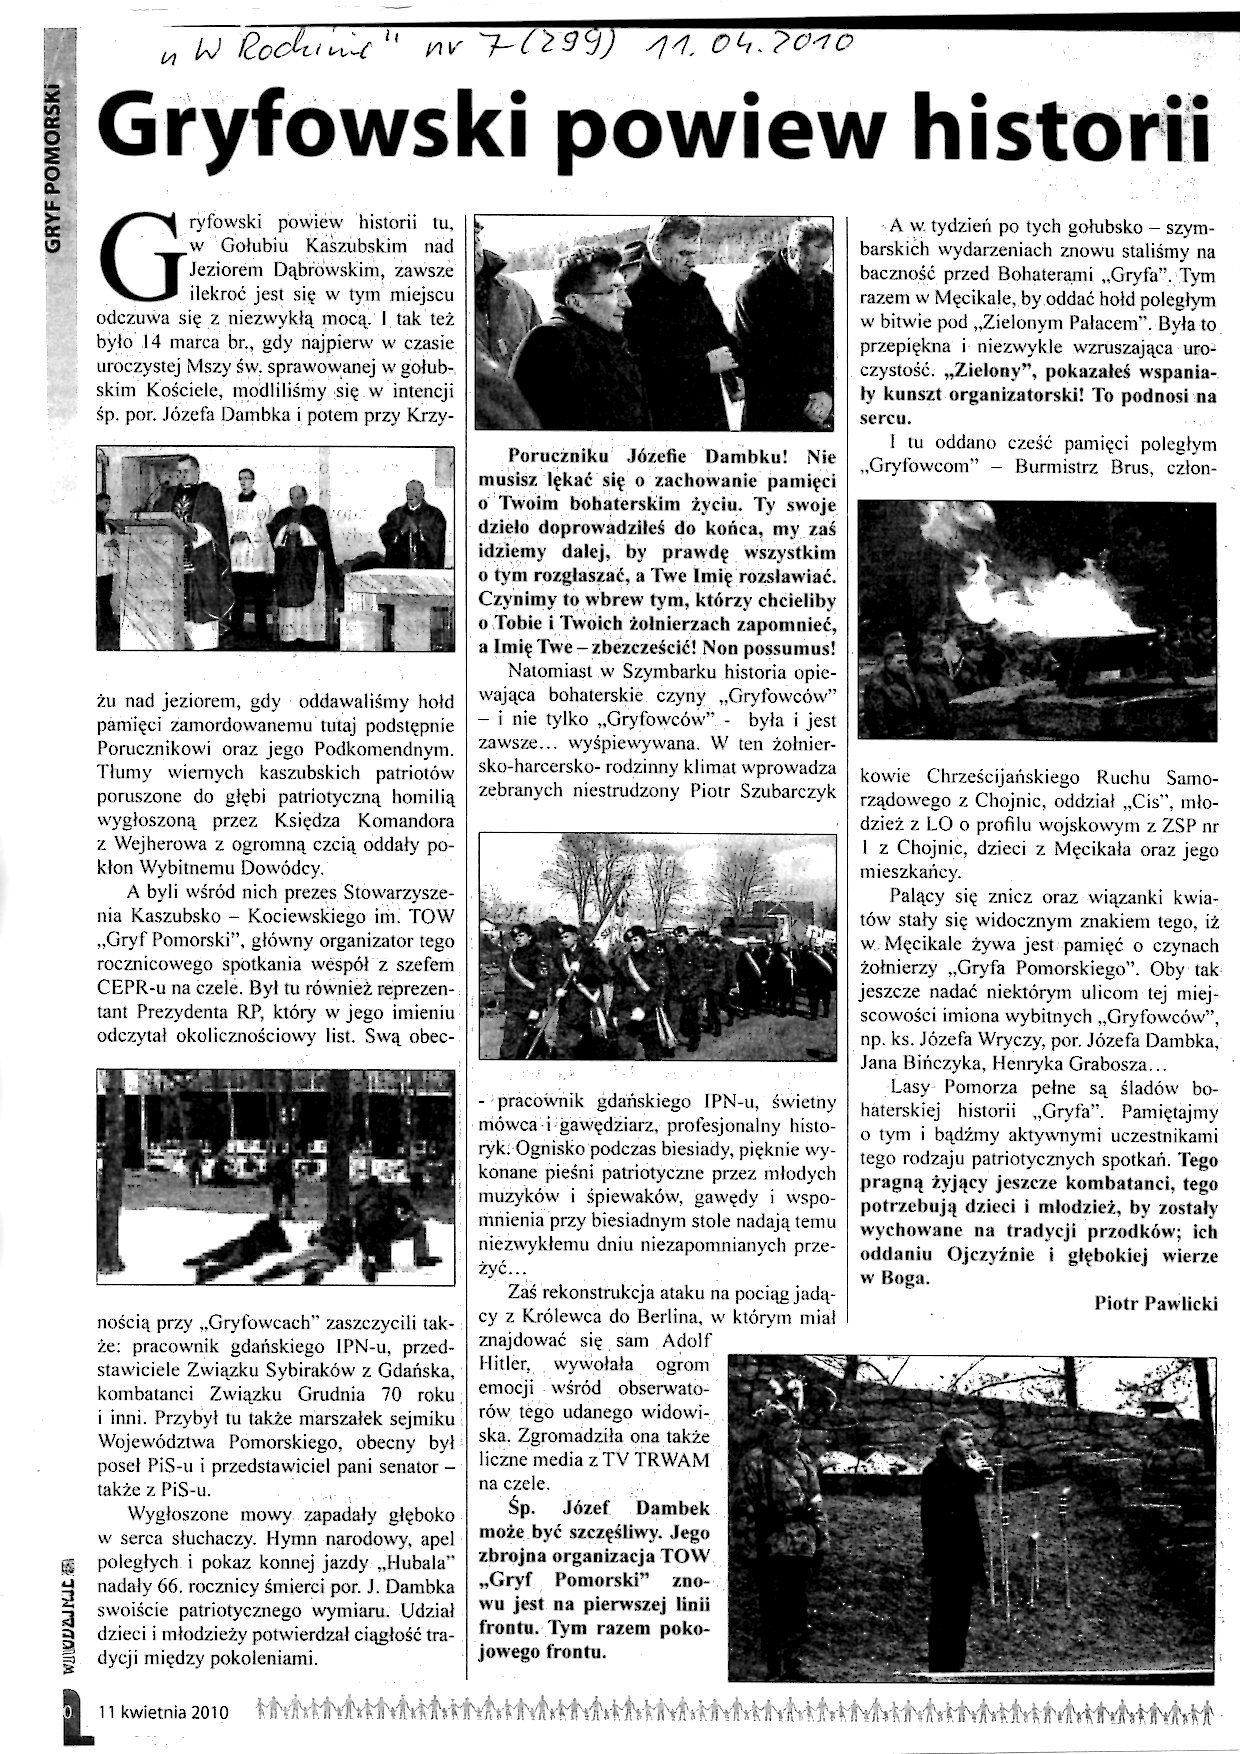 „W Rodzinie" nr 7(299) 11.04.2010
GRYF POMORSKI
Gryfowski powiew historii
Gryfowski powiew historii tu,
w Gołubiu Kaszubskim nad
Jeziorem Dąbrowskim, zawsze
ilekroć jest się w tym miejscu
odczuwa się z niezwykłą mocą. I tak też
było 14 marca br., gdy najpierw w czasie
uroczystej Mszy św. sprawowanej w gołub-
skim Kościele, modliliśmy się w intencji
śp. por. Józefa Dambka i potem przy Krzy-
żu nad jeziorem, gdy oddawaliśmy hołd
pamięci zamordowanemu tutaj podstępnie
Porucznikowi oraz jego Podkomendnym.
Tłumy wiernych kaszubskich patriotów
poruszone do głębi patriotyczną homilią
wygłoszoną przez Księdza Komandora
z Wejherowa z ogromną czcią oddały po-
kłon Wybitnemu Dowódcy.
A byli wśród nich prezes Stowarzysze-
nia Kaszubsko – Kociewskiego im. TOW
„Gryf Pomorski”, główny organizator tego
rocznicowego spotkania wespół z szefem
CEPR-u na czele. Był tu również reprezen-
tant Prezydenta RP, który w jego imieniu
odczytał okolicznościowy list. Swą obec-
nością przy „Gryfowcach” zaszczycili tak-
że: pracownik gdańskiego IPN-u, przed-
stawiciele Związku Sybiraków z Gdańska,
kombatanci Związku Grudnia 70 roku
i inni. Przybył tu także marszałek sejmiku
Województwa Pomorskiego, obecny był
poseł PiS-u i przedstawiciel pani senator –
także z PiS-u.
Wygłoszone mowy zapadały głęboko
w serca słuchaczy. Hymn narodowy, apel
poległych i pokaz konnej jazdy „Hubala”
nadały 66. rocznicy śmierci por. J. Dambka
swoiście patriotycznego wymiaru. Udział
dzieci i młodzieży potwierdzał ciągłość tra-
dycji między pokoleniami.
Poruczniku Józefie Dambku! Nie
musisz lękać się o zachowanie pamięci
o Twoim bohaterskim życiu. Ty swoje
dzieło doprowadziłeś do końca, my zaś
idziemy dalej, by prawdę wszystkim
o tym rozgłaszać, a Twe Imię rozsławiać.
Czynimy to wbrew tym, którzy chcieliby
o Tobie i Twoich żołnierzach zapomnieć,
a Imię Twe – zbezcześcić! Non possumus!
Natomiast w Szymbarku historia opie-
wająca bohaterskie czyny „Gryfowców”
– i nie tylko „Gryfowców” - była i jest
zawsze... wyśpiewywana. W ten żołnier-
sko-harcersko- rodzinny klimat wprowadza
zebranych niestrudzony Piotr Szubarczyk
- pracownik gdańskiego IPN-u, świetny
mówca i gawędziarz, profesjonalny histo-
ryk. Ognisko podczas biesiady, pięknie wy-
konane pieśni patriotyczne przez młodych
muzyków i śpiewaków, gawędy i wspo-
mnienia przy biesiadnym stole nadają temu
niezwykłemu dniu niezapomnianych prze-
żyć...
Zaś rekonstrukcja ataku na pociąg jadą-
cy z Królewca do Berlina, w którym miał
znajdować się sam Adolf
Hitler, wywołała ogrom
emocji wśród obserwato-
rów tego udanego widowi-
ska. Zgromadziła ona także
liczne media z TV TRWAM
na czele.
Śp. Józef Dambek
może być szczęśliwy. Jego
zbrojna organizacja TOW
„Gryf Pomorski” zno-
wu jest na pierwszej linii
frontu. Tym razem poko-
jowego frontu.
A w tydzień po tych gołubsko – szym-
barskich wydarzeniach znowu staliśmy na
baczność przed Bohaterami „Gryfa”. Tym
razem w Męcikale, by oddać hołd poległym
w bitwie pod „Zielonym Pałacem”. Była to
przepiękna i niezwykle wzruszająca uro-
czystość. „Zielony”, pokazałeś wspania-
ły kunszt organizatorski! To podnosi na
sercu.
I tu oddano cześć pamięci poległym
„Gryfowcom” – Burmistrz Brus, człon-
kowie Chrześcijańskiego Ruchu Samo-
rządowego z Chojnic, oddział „Cis”, mło-
dzież z LO o profilu wojskowym z ZSP nr
1 z Chojnic, dzieci z Męcikała oraz jego
mieszkańcy.
Palący się znicz oraz wiązanki kwia-
tów stały się widocznym znakiem tego, iż
w Męcikale żywa jest pamięć o czynach
żołnierzy „Gryfa Pomorskiego”. Oby tak
jeszcze nadać niektórym ulicom tej miej-
scowości imiona wybitnych „Gryfowców”,
np. ks. Józefa Wryczy, por. Józefa Dambka,
Jana Bińczyka, Henryka Grabosza...
Lasy Pomorza pełne są śladów bo-
haterskiej historii „Gryfa”. Pamiętajmy
o tym i bądźmy aktywnymi uczestnikami
tego rodzaju patriotycznych spotkań. Tego
pragną żyjący jeszcze kombatanci, tego
potrzebują dzieci i młodzież, by zostały
wychowane na tradycji przodków; ich
oddaniu Ojczyźnie i głębokiej wierze
w Boga.
Piotr Pawlicki
11 kwietnia 2010